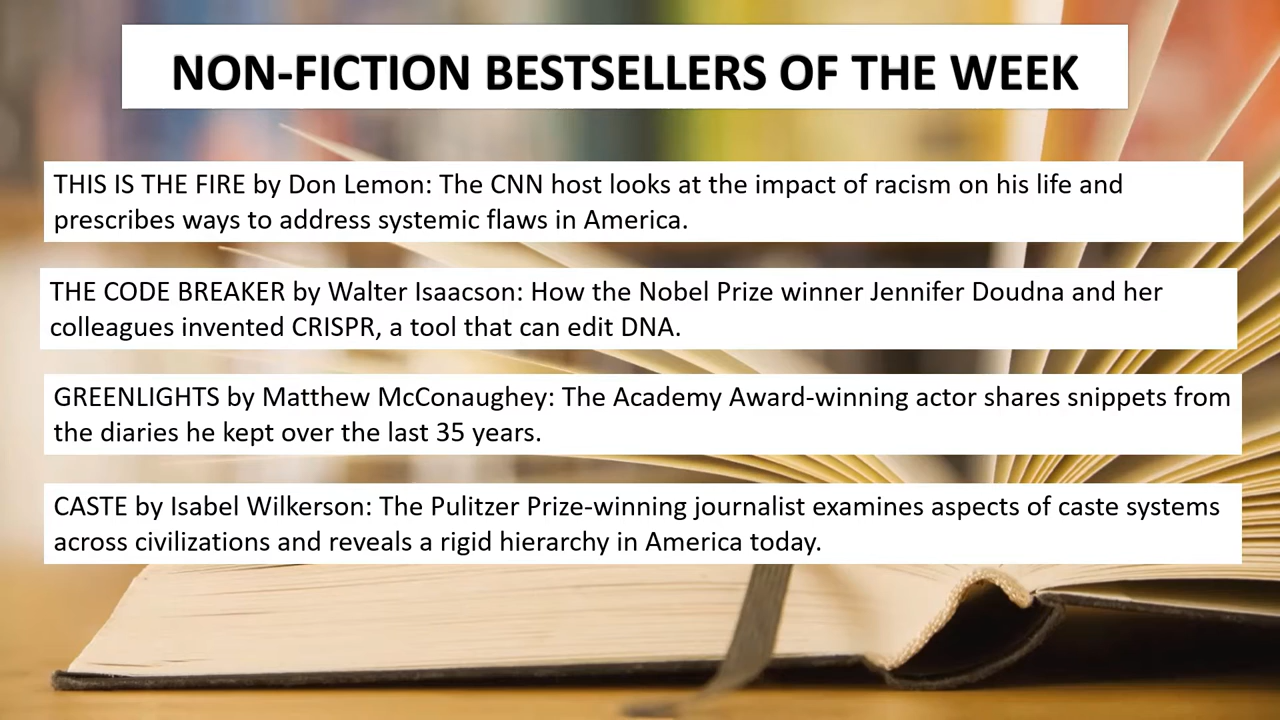 NON-FICTION BESTSELLERS OF THE WEEK
THIS IS THE FIRE by Don Lemon: The CNN host looks at the impact of racism on his life and
prescribes ways to address systemic flaws in America.
THE CODE BREAKER by Walter Isaacson: How the Nobel Prize winner Jennifer Doudna and her
colleagues invented CRISPR, a tool that can edit DNA.
GREENLIGHTS by Matthew McConaughey: The Academy Award-winning actor shares snippets from
the diaries he kept over the last 35 years.
CASTE by Isabel Wilkerson: The Pulitzer Prize-winning journalist examines aspects of caste systems
across civilizations and reveals a rigid hierarchy in America today.